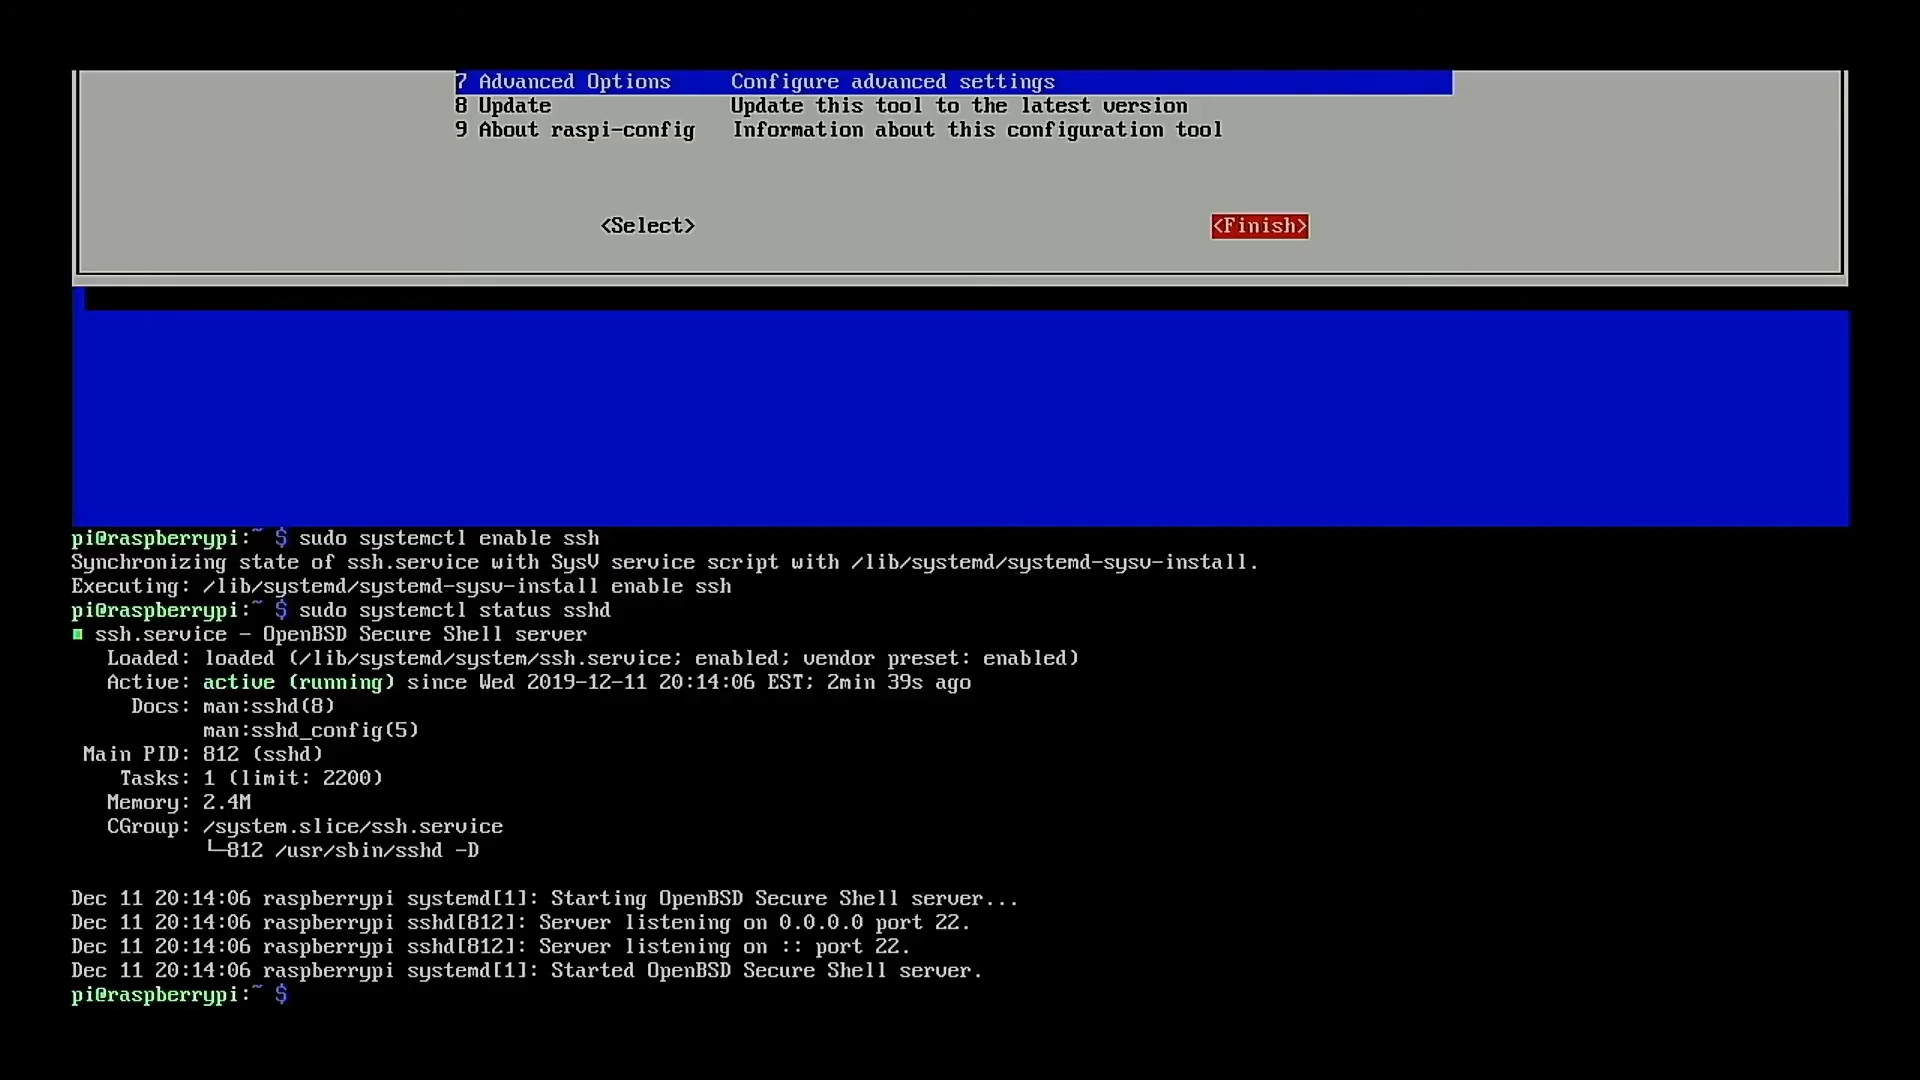 7 Advanced Options Configure advanced settings
8 Update Update this tool to the latest version
9 About raspi-config Information about this configuration tool
<Select> <Finish>
pi@raspberrypi:~ $ sudo systemctl enable ssh
Synchronizing state of ssh.service with SysV service script with /lib/systemd/systemd-sysv-install.
Executing: /lib/systemd/systemd-sysv-install enable ssh
pi@raspberrypi:~ $ sudo systemctl status sshd
ssh.service - OpenBSD Secure Shell server
Loaded: loaded (/lib/systemd/system/ssh.service; enabled; vendor preset: enabled)
Active: active (running) since Wed 2019-12-11 20:14:06 EST; 2min 39s ago
Docs: man:sshd(8)
man:sshd_config(5)
Main PID: 812 (sshd)
Tasks: 1 (limit: 2200)
Memory: 2.4M
CGroup: /system.slice/ssh.service
└─812 /usr/sbin/sshd -D
Dec 11 20:14:06 raspberrypi systemd[1]: Starting OpenBSD Secure Shell server...
Dec 11 20:14:06 raspberrypi sshd[812]: Server listening on 0.0.0.0 port 22.
Dec 11 20:14:06 raspberrypi sshd[812]: Server listening on :: port 22.
Dec 11 20:14:06 raspberrypi systemd[1]: Started OpenBSD Secure Shell server.
pi@raspberrypi:~ $